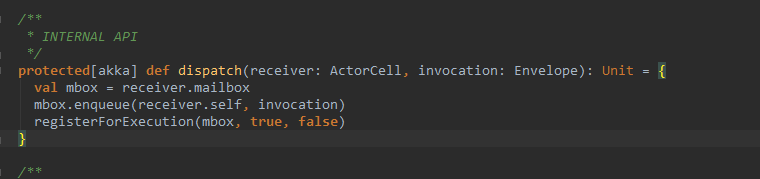 /**
 * INTERNAL API
 */
protected[akka] def dispatch(receiver: ActorCell, invocation: Envelope): Unit = {
  val mbox = receiver.mailbox
  mbox.enqueue(receiver.self, invocation)
  registerForExecution(mbox, true, false)
}
/**